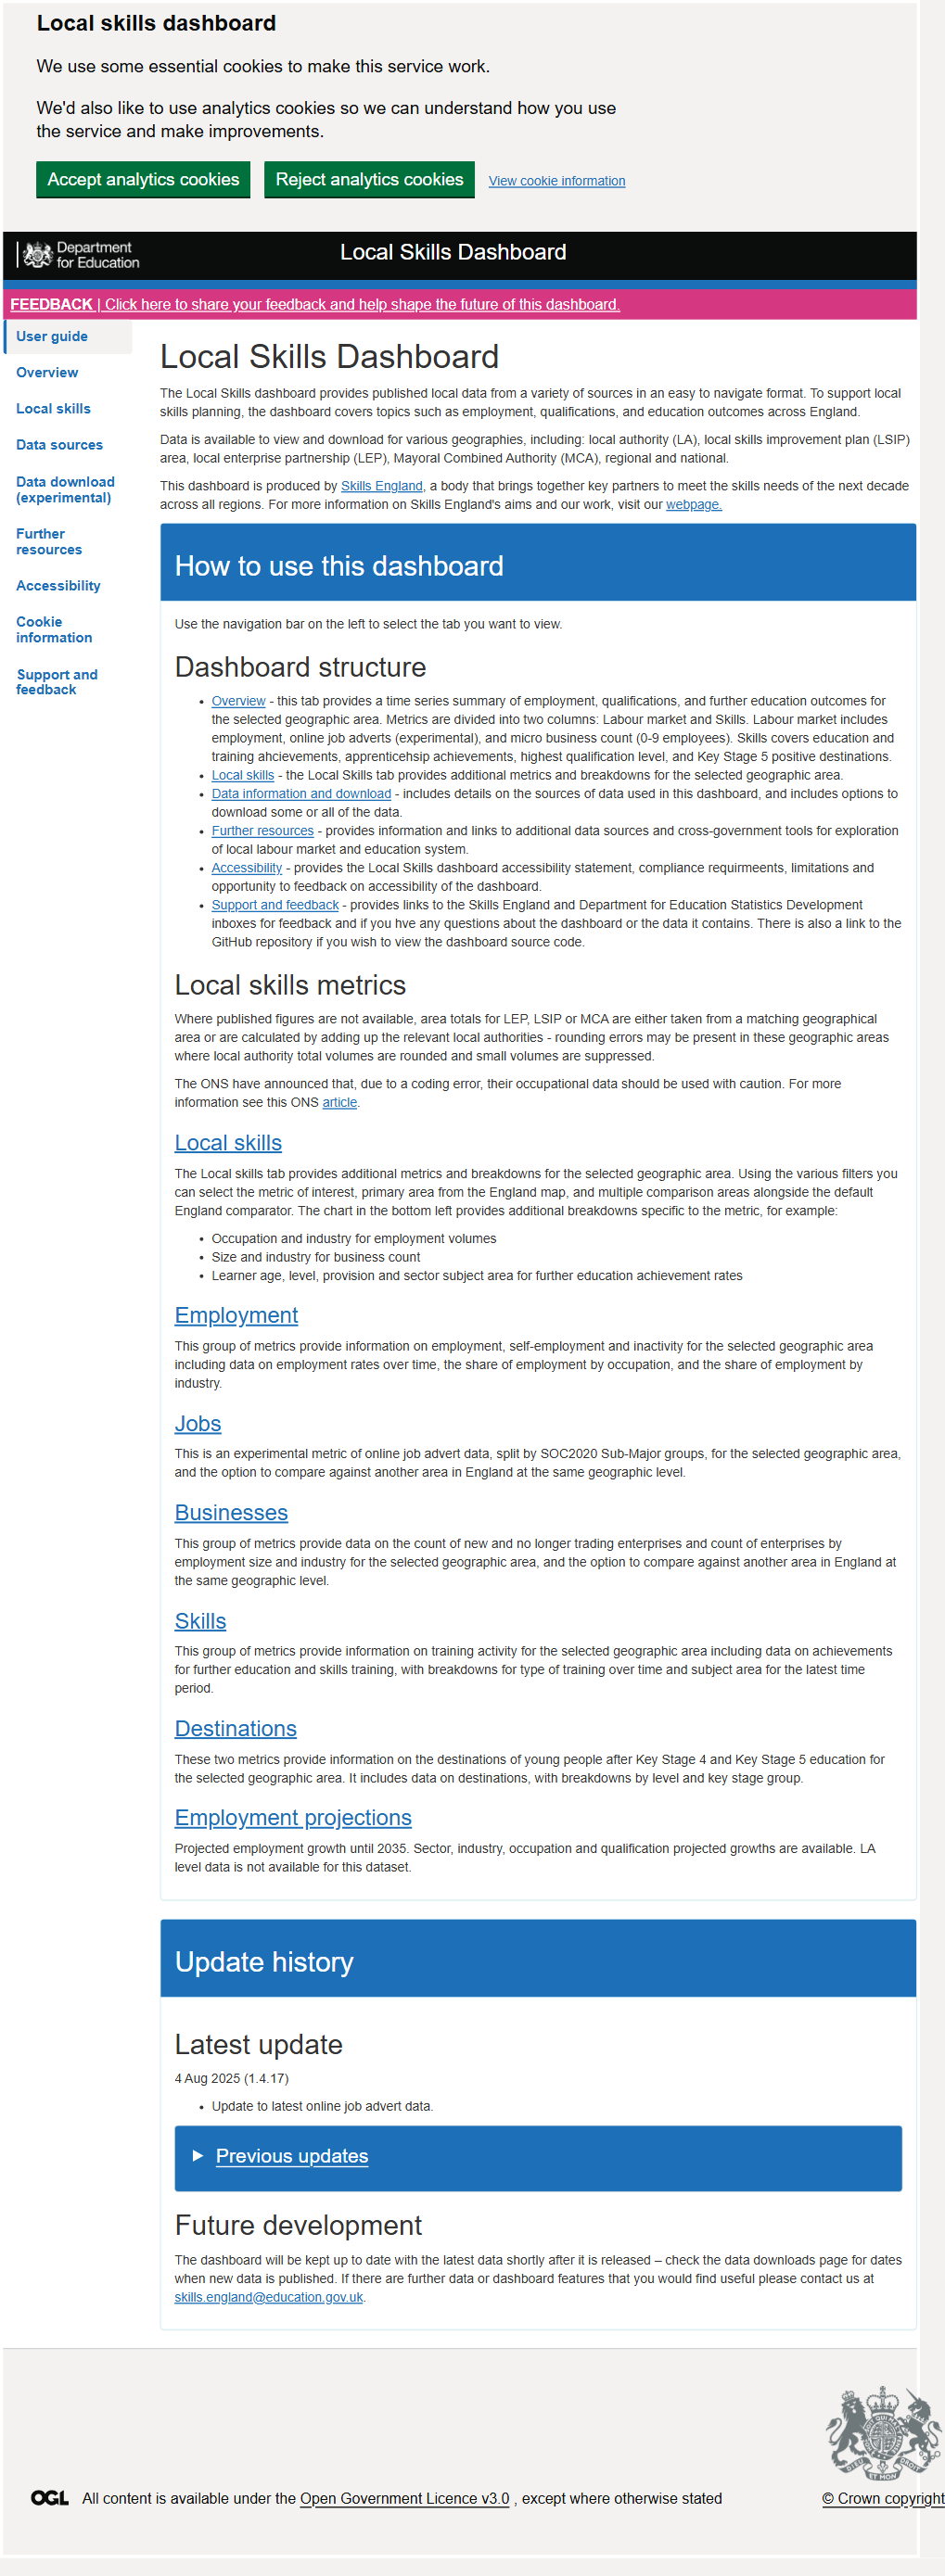 Local skills dashboard
We use some essential cookies to make this service work.
We'd also like to use analytics cookies so we can understand how you use
the service and make improvements.
Accept analytics cookies Reject analytics cookies View cookie information
Department
for Education
Local Skills Dashboard
FEEDBACK | Click here to share your feedback and help shape the future of this dashboard.
User guide
Overview
Local skills
Data sources
Data download
(experimental)
Further
resources
Accessibility
Cookie
information
Support and
feedback
Local Skills Dashboard
The Local Skills dashboard provides published local data from a variety of sources in an easy to navigate format. To support local
skills planning, the dashboard covers topics such as employment, qualifications, and education outcomes across England.
Data is available to view and download for various geographies, including: local authority (LA), local skills improvement plan (LSIP)
area, local enterprise partnership (LEP), Mayoral Combined Authority (MCA), regional and national.
This dashboard is produced by Skills England, a body that brings together key partners to meet the skills needs of the next decade
across all regions. For more information on Skills England's aims and our work, visit our webpage.
How to use this dashboard
Use the navigation bar on the left to select the tab you want to view.
Dashboard structure
• Overview - this tab provides a time series summary of employment, qualifications, and further education outcomes for
the selected geographic area. Metrics are divided into two columns: Labour market and Skills. Labour market includes
employment, online job adverts (experimental), and micro business count (0-9 employees). Skills covers education and
training ahcievements, apprenticehsip achievements, highest qualification level, and Key Stage 5 positive destinations.
• Local skills - the Local Skills tab provides additional metrics and breakdowns for the selected geographic area.
• Data information and download - includes details on the sources of data used in this dashboard, and includes options to
download some or all of the data.
• Further resources - provides information and links to additional data sources and cross-government tools for exploration
of local labour market and education system.
• Accessibility - provides the Local Skills dashboard accessibility statement, compliance requirmeents, limitations and
opportunity to feedback on accessibility of the dashboard.
• Support and feedback - provides links to the Skills England and Department for Education Statistics Development
inboxes for feedback and if you hve any questions about the dashboard or the data it contains. There is also a link to the
GitHub repository if you wish to view the dashboard source code.
Local skills metrics
Where published figures are not available, area totals for LEP, LSIP or MCA are either taken from a matching geographical
area or are calculated by adding up the relevant local authorities - rounding errors may be present in these geographic areas
where local authority total volumes are rounded and small volumes are suppressed.
The ONS have announced that, due to a coding error, their occupational data should be used with caution. For more
information see this ONS article.
Local skills
The Local skills tab provides additional metrics and breakdowns for the selected geographic area. Using the various filters you
can select the metric of interest, primary area from the England map, and multiple comparison areas alongside the default
England comparator. The chart in the bottom left provides additional breakdowns specific to the metric, for example:
• Occupation and industry for employment volumes
• Size and industry for business count
• Learner age, level, provision and sector subject area for further education achievement rates
Employment
This group of metrics provide information on employment, self-employment and inactivity for the selected geographic area
including data on employment rates over time, the share of employment by occupation, and the share of employment by
industry.
Jobs
This is an experimental metric of online job advert data, split by SOC2020 Sub-Major groups, for the selected geographic area,
and the option to compare against another area in England at the same geographic level.
Businesses
This group of metrics provide data on the count of new and no longer trading enterprises and count of enterprises by
employment size and industry for the selected geographic area, and the option to compare against another area in England at
the same geographic level.
Skills
This group of metrics provide information on training activity for the selected geographic area including data on achievements
for further education and skills training, with breakdowns for type of training over time and subject area for the latest time
period.
Destinations
These two metrics provide information on the destinations of young people after Key Stage 4 and Key Stage 5 education for
the selected geographic area. It includes data on destinations, with breakdowns by level and key stage group.
Employment projections
Projected employment growth until 2035. Sector, industry, occupation and qualification projected growths are available. LA
level data is not available for this dataset.
Update history
Latest update
4 Aug 2025 (1.4.17)
• Update to latest online job advert data.
Previous updates
Future development
The dashboard will be kept up to date with the latest data shortly after it is released – check the data downloads page for dates
when new data is published. If there are further data or dashboard features that you would find useful please contact us at
skills.england@education.gov.uk.
OGL All content is available under the Open Government Licence v3.0 , except where otherwise stated
© Crown copyright